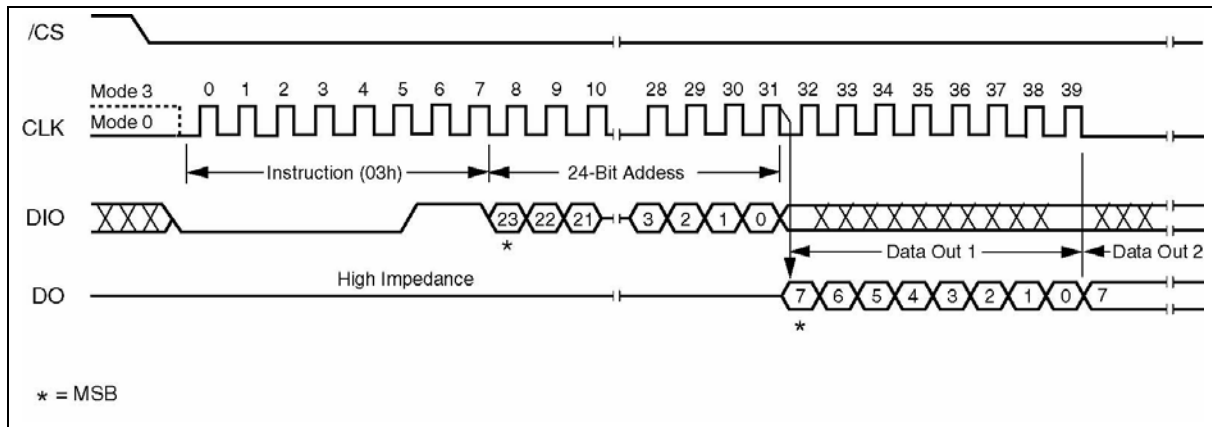 /CS
Mode 3
Mode 0
CLK
0 1 2 3 4 5 6 7 8 9 10 28 29 30 31 32 33 34 35 36 37 38 39
Instruction (03h)
24-Bit Addess
DIO
23 22 21 3 2 1 0
*
Data Out 1
Data Out 2
High Impedance
DO
7 6 5 4 3 2 1 0 7
*
* = MSB